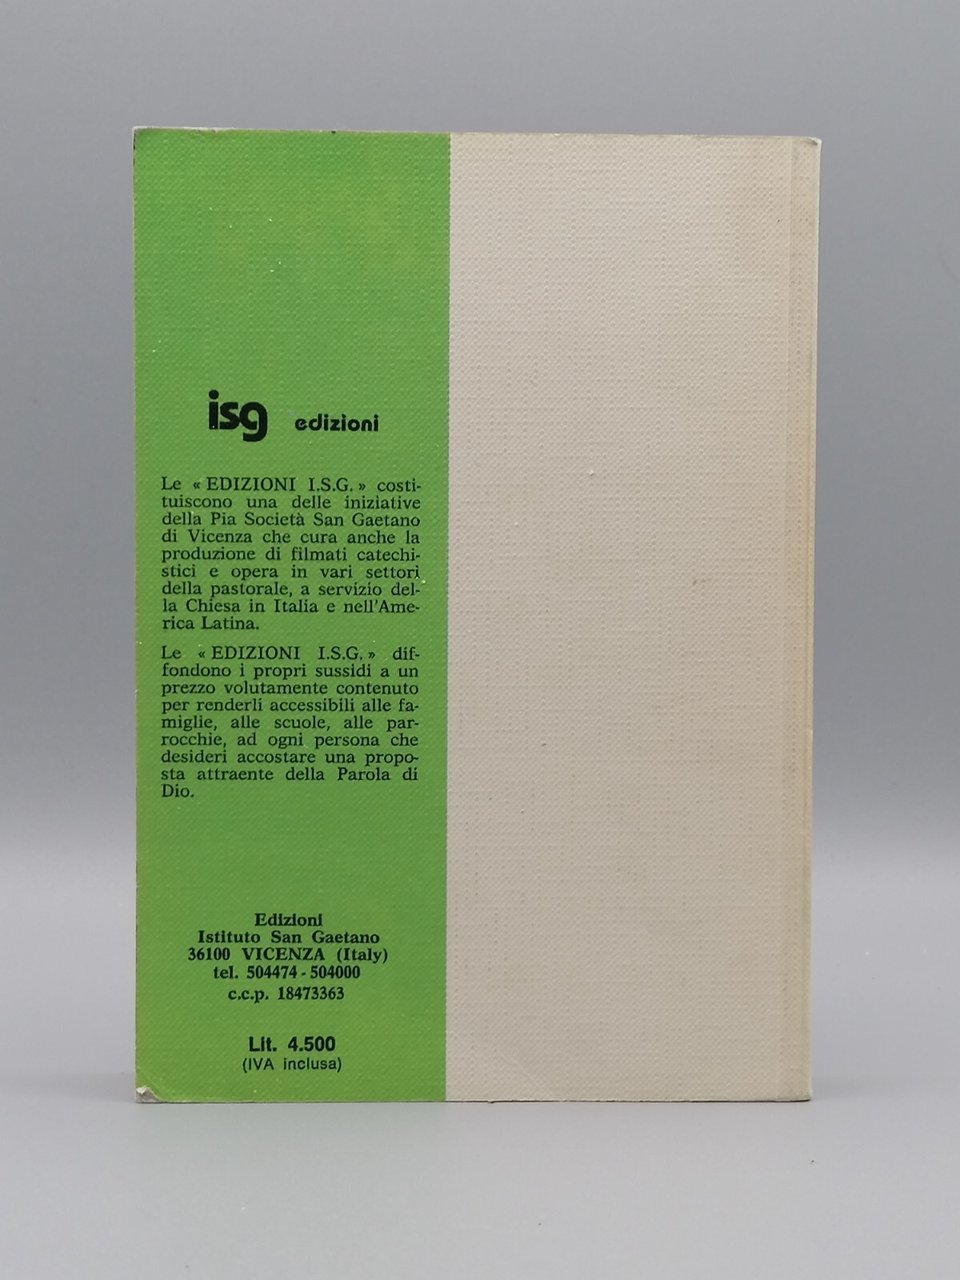 isg edizioni
Le « EDIZIONI I.S.G. » costi-
tuiscono una delle iniziative
della Pia Società San Gaetano
di Vicenza che cura anche la
produzione di filmati catechi-
stici e opera in vari settori
della pastorale, a servizio del-
la Chiesa in Italia e nell'Ame-
rica Latina.
Le « EDIZIONI I.S.G. » dif-
fondono i propri sussidi a un
prezzo volutamente contenuto
per renderli accessibili alle fa-
miglie, alle scuole, alle par-
rocchie, ad ogni persona che
desideri accostare una propo-
sta attraente della Parola di
Dio.
Edizioni
Istituto San Gaetano
36100 VICENZA (Italy)
tel. 504474 - 504000
c.c.p. 18473363
Lit. 4.500
(IVA inclusa)